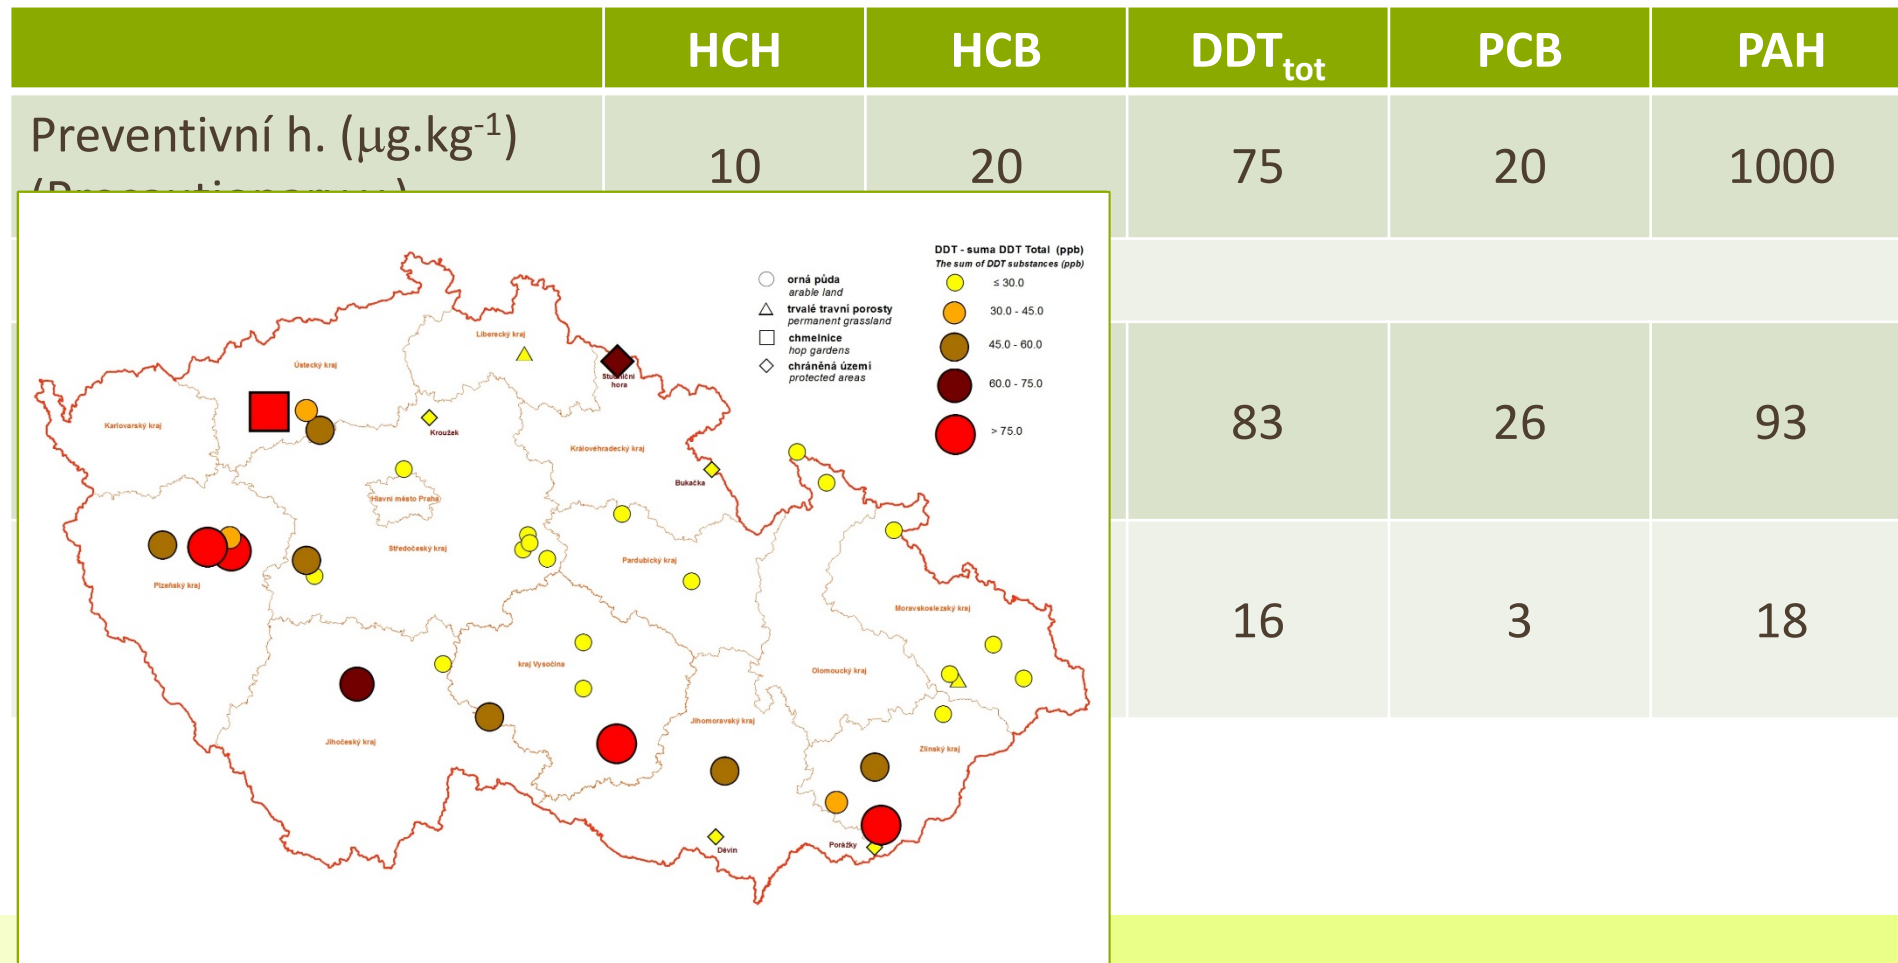 HCH HCB DDTtot PCB PAH
Preventivní h. (µg.kg-1)
10 20 75 20 1000
DDT - suma DDT Total (ppb)
The sum of DDT substances (ppb)
≤ 30.0
30.0 - 45.0
45.0 - 60.0
60.0 - 75.0
> 75.0
orná půda
arable land
trvalé travní porosty
permanent grassland
chmelnice
hop gardens
chráněná území
protected areas
Liberecký kraj
Ústecký kraj
Studniční
hora
Karlovarský kraj
Kroužek
Královéhradecký kraj
Bukačka
Hlavní město Praha
Středočeský kraj
Pardubický kraj
Plzeňský kraj
Moravskoslezský kraj
kraj Vysočina
Olomoucký kraj
Jihomoravský kraj
Jihočeský kraj
Zlínský kraj
Děvín
Porážky
83 26 93
16 3 18